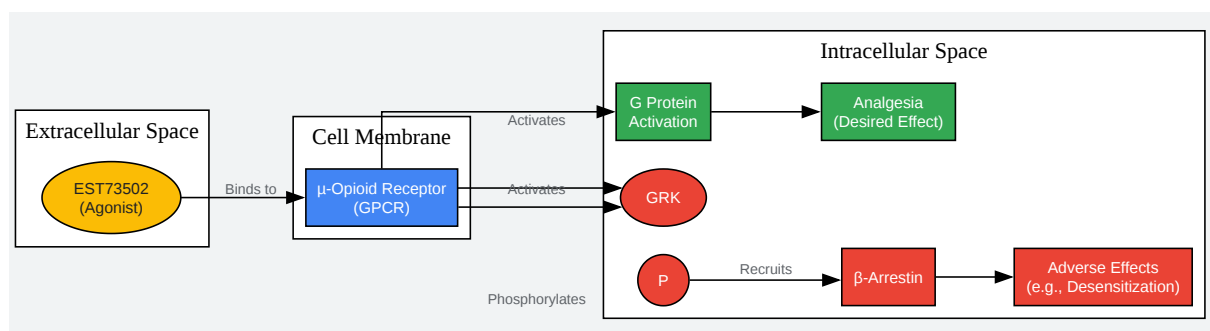 Extracellular Space
EST73502
(Agonist)
Binds to
Cell Membrane
µ-Opioid Receptor
(GPCR)
Activates
Activates
Phosphorylates
Intracellular Space
G Protein
Activation
Analgesia
(Desired Effect)
GRK
P
Recruits
β-Arrestin
Adverse Effects
(e.g., Desensitization)